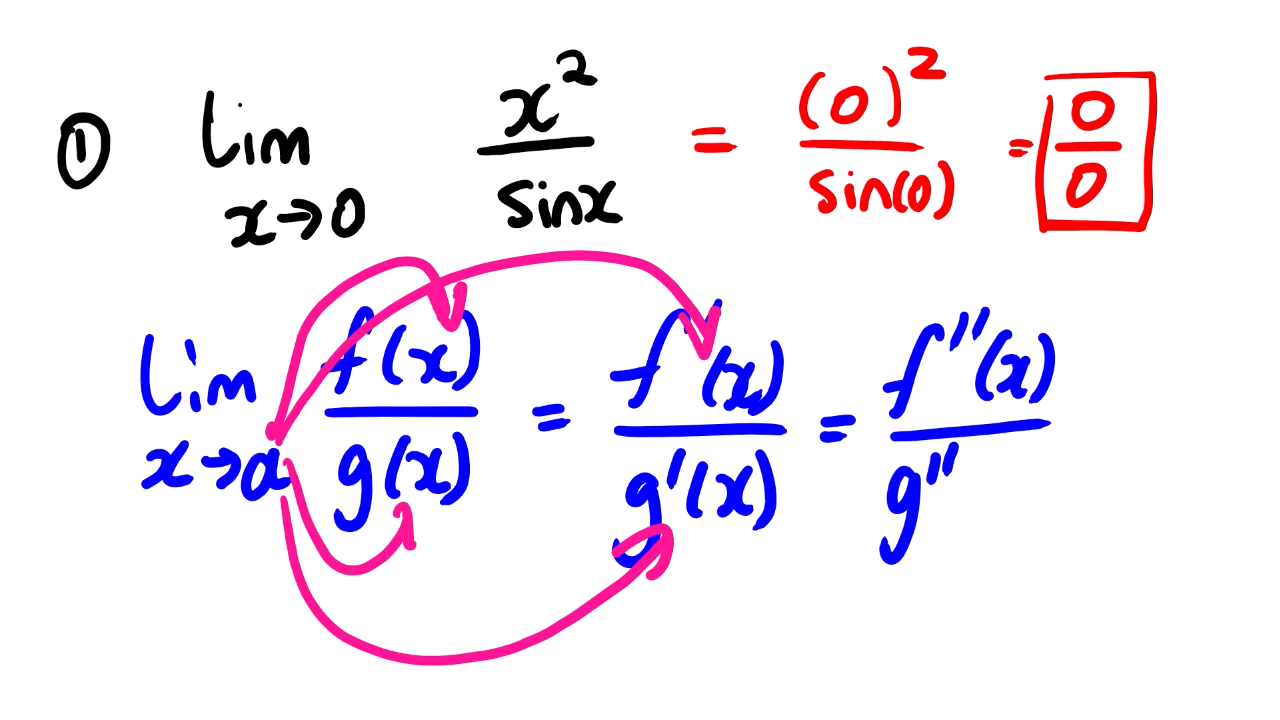 ① lim x→0 x²/sinx = (0)²/sin(0) = 0/0
lim x→a f(x)/g(x) = f'(x)/g'(x) = f''(x)/g''